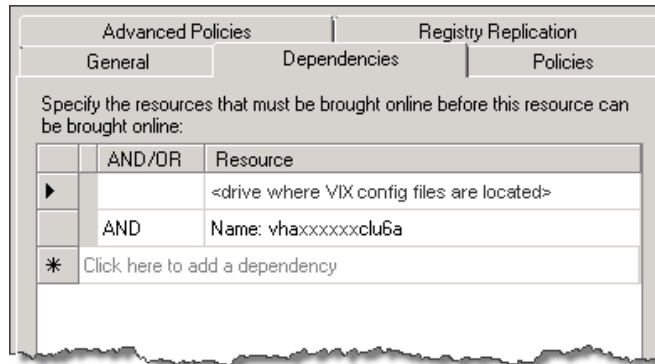 Advanced Policies Registry Replication
General Dependencies Policies
Specify the resources that must be brought online before this resource can
be brought online:
AND/OR Resource
<drive where VIX config files are located>
AND Name: vhaxxxxxxclu6a
Click here to add a dependency